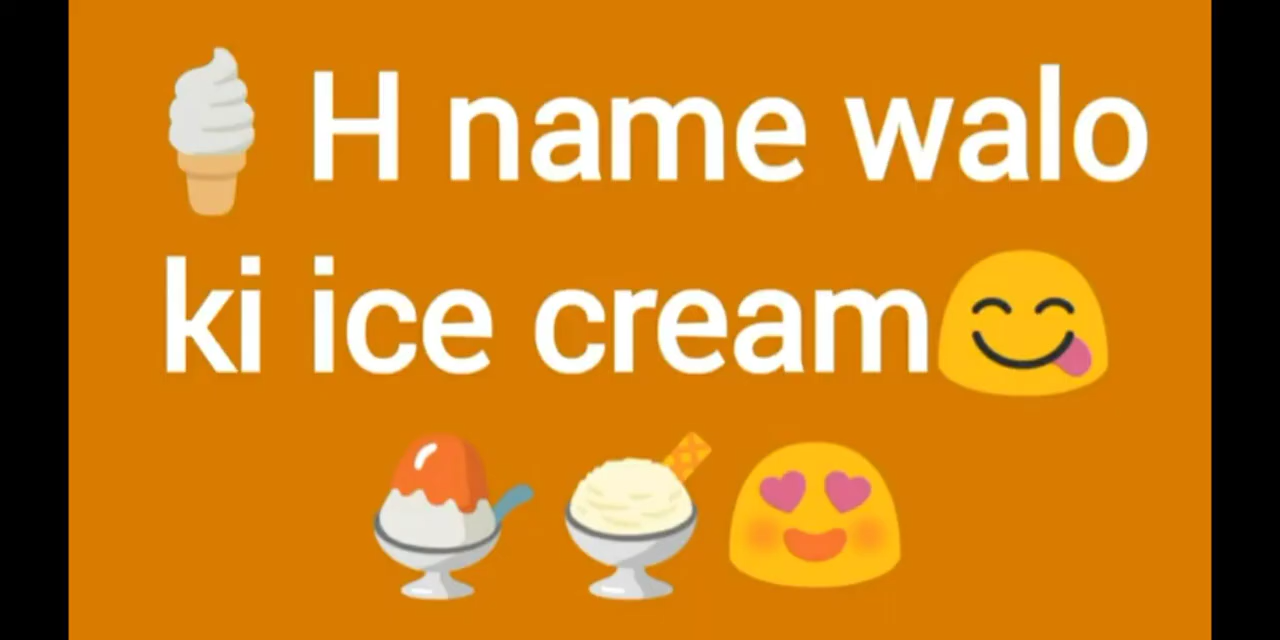 🍦 H name walo
ki ice cream😋
🍧 🍨 😍